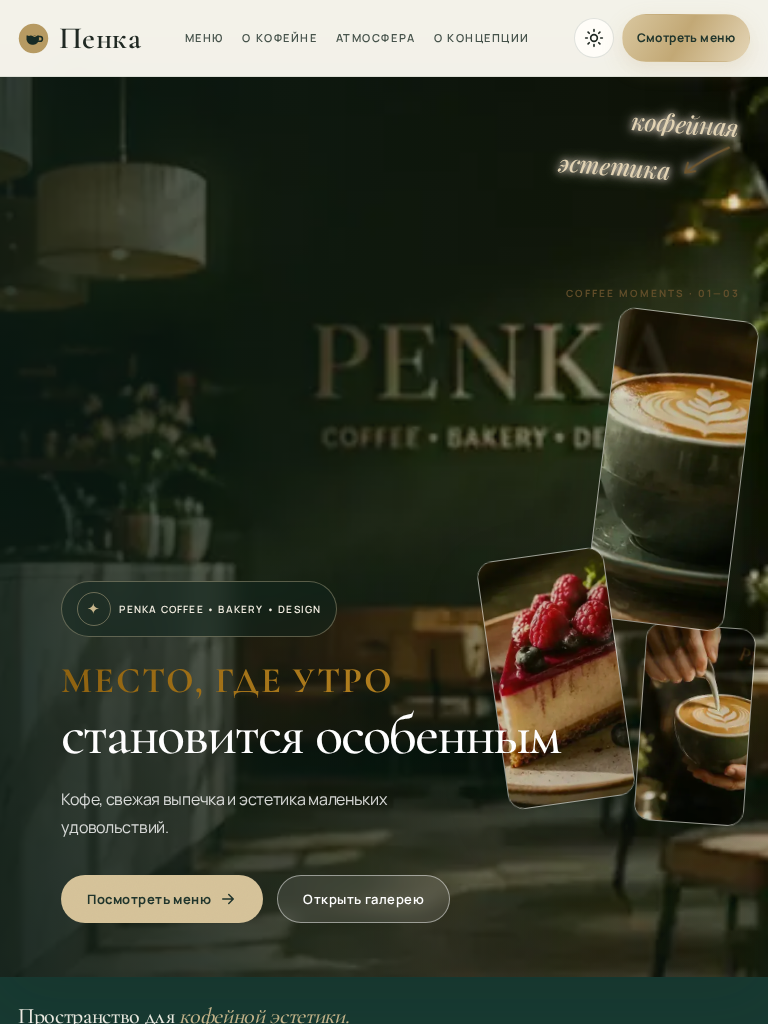 Пенка
МЕНЮ О КОФЕЙНЕ АТМОСФЕРА О КОНЦЕПЦИИ
Смотреть меню
кофейная
эстетика
COFFEE MOMENTS · 01—03
PENKA
COFFEE • BAKERY • DE
✦ PENKA COFFEE • BAKERY • DESIGN
МЕСТО, ГДЕ УТРО
становится особенным
Кофе, свежая выпечка и эстетика маленьких
удовольствий.
Посмотреть меню →
Открыть галерею
Пространство для кофейной эстетики.